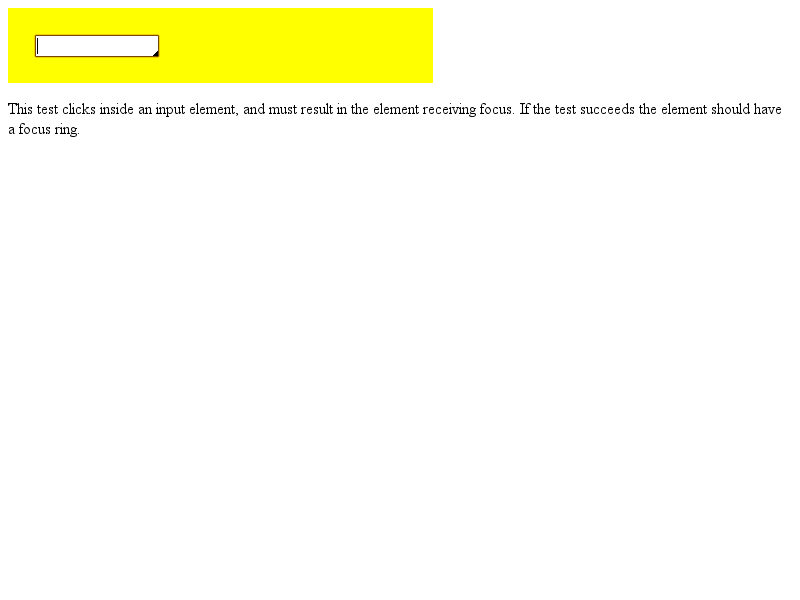 This test clicks inside an input element, and must result in the element receiving focus. If the test succeeds the element should have
a focus ring.